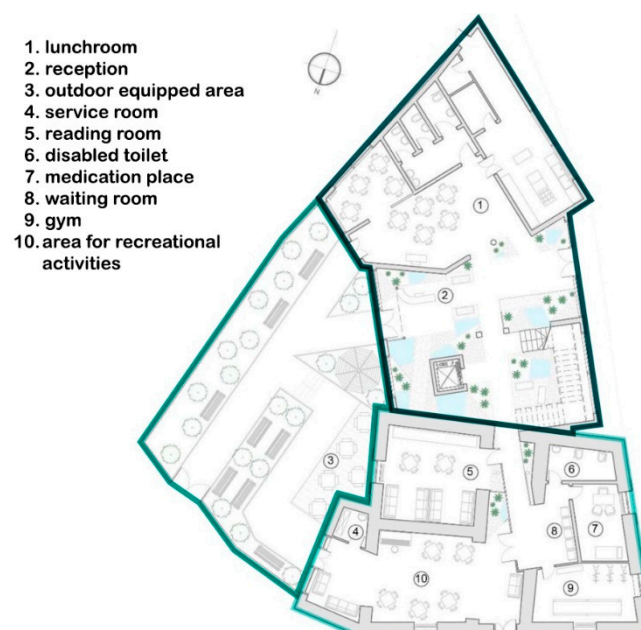 1. lunchroom
2. reception
3. outdoor equipped area
4. service room
5. reading room
6. disabled toilet
7. medication place
8. waiting room
9. gym
10. area for recreational
activities
N
1
2
3
5
6
4
7
8
10
9